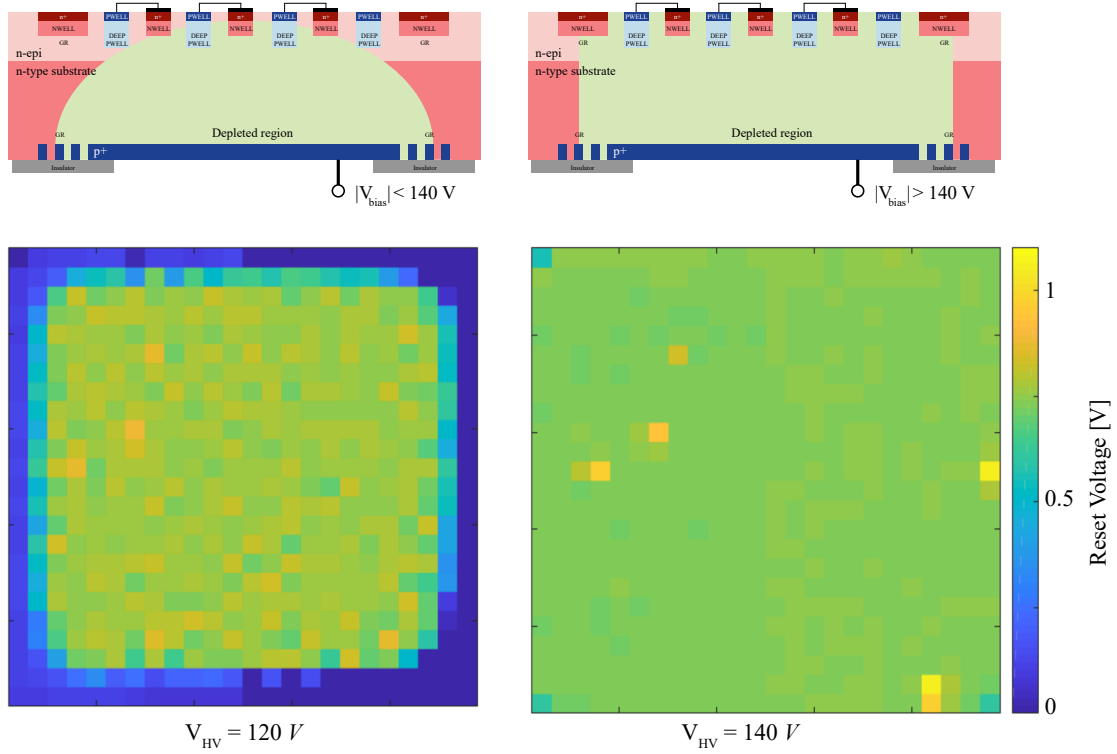 n+ PWELL n+ PWELL n+ PWELL n+ PWELL n+
NWELL DEEP PWELL NWELL DEEP PWELL NWELL DEEP PWELL NWELL DEEP PWELL NWELL
GR GR
n-epi
n-type substrate
GR Depleted region GR
p+
Insulator Insulator
|Vbias| < 140 V
n+ PWELL n+ PWELL n+ PWELL n+ PWELL n+
NWELL DEEP PWELL NWELL DEEP PWELL NWELL DEEP PWELL NWELL DEEP PWELL NWELL
GR GR
n-epi
n-type substrate
GR Depleted region GR
p+
Insulator Insulator
|Vbias| > 140 V
1
0.5
0
Reset Voltage [V]
VHV = 120 V
VHV = 140 V